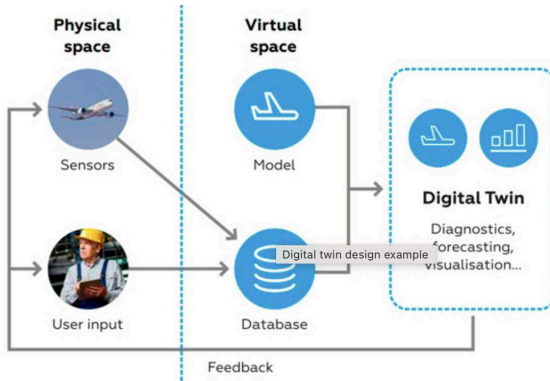 Physical
space
Virtual
space
Sensors
Model
Digital Twin
Diagnostics,
forecasting,
visualisation...
Digital twin design example
User input
Database
Feedback